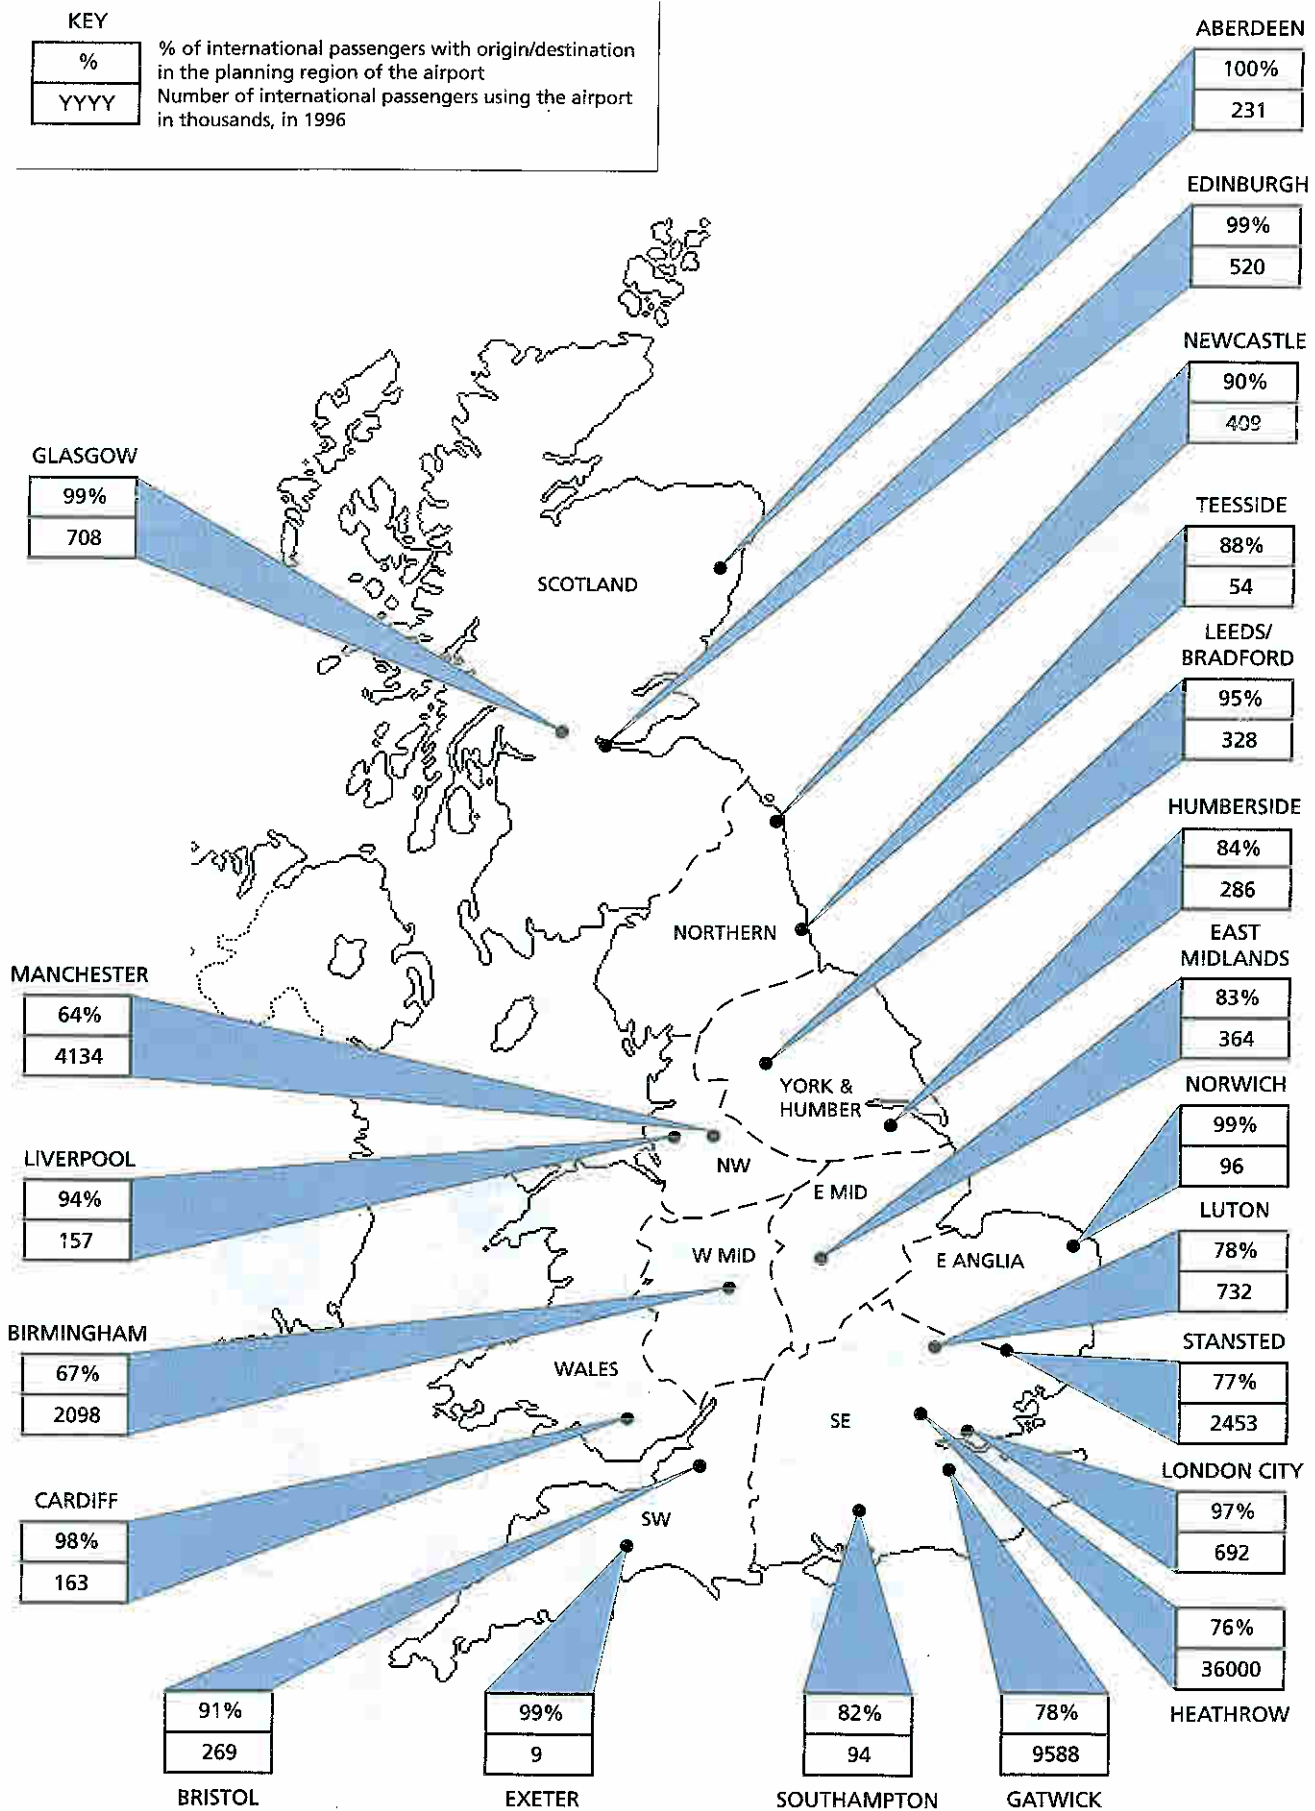 KEY
%
% of international passengers with origin/destination
in the planning region of the airport
YYYY
Number of international passengers using the airport
in thousands, in 1996
ABERDEEN
100%
231
EDINBURGH
99%
520
NEWCASTLE
90%
409
GLASGOW
99%
708
TEESSIDE
88%
54
SCOTLAND
LEEDS/
BRADFORD
95%
328
HUMBERSIDE
84%
286
NORTHERN
EAST
MIDLANDS
83%
364
MANCHESTER
64%
4134
YORK &
HUMBER
NORWICH
99%
96
LIVERPOOL
94%
157
NW
E MID
LUTON
78%
732
W MID
E ANGLIA
BIRMINGHAM
67%
2098
STANSTED
77%
2453
WALES
SE
LONDON CITY
97%
692
CARDIFF
98%
163
SW
76%
36000
HEATHROW
91%
269
BRISTOL
99%
9
EXETER
82%
94
SOUTHAMPTON
78%
9588
GATWICK